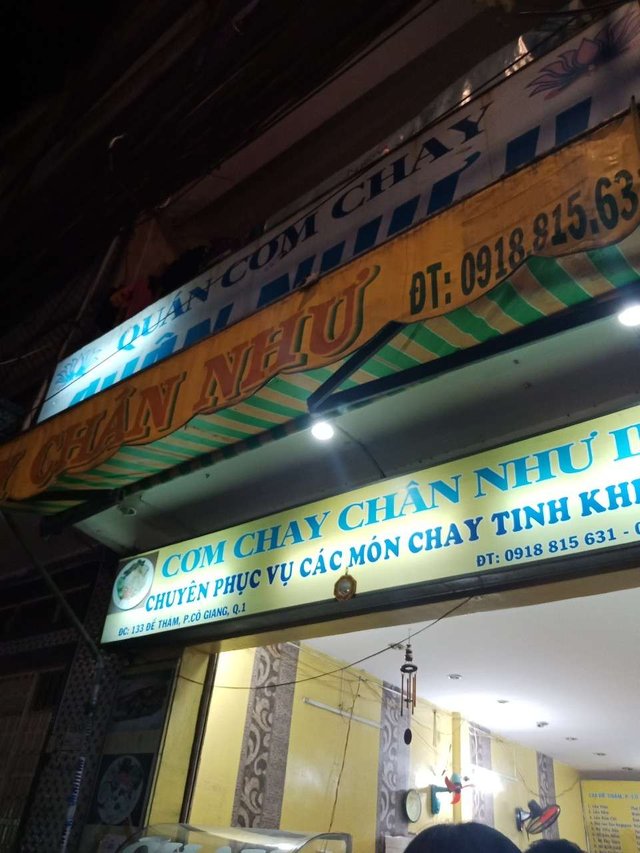 QUÁN CƠM CHAY
CHÂN NHƯ
ĐT: 0918.815.63
CƠM CHAY CHÂN NHƯ
CHUYÊN PHỤC VỤ CÁC MÓN CHAY TINH KHI
ĐT: 0918 815 631 -
ĐC: 133 ĐỀ THÁM, P.CÔ GIANG, Q.1